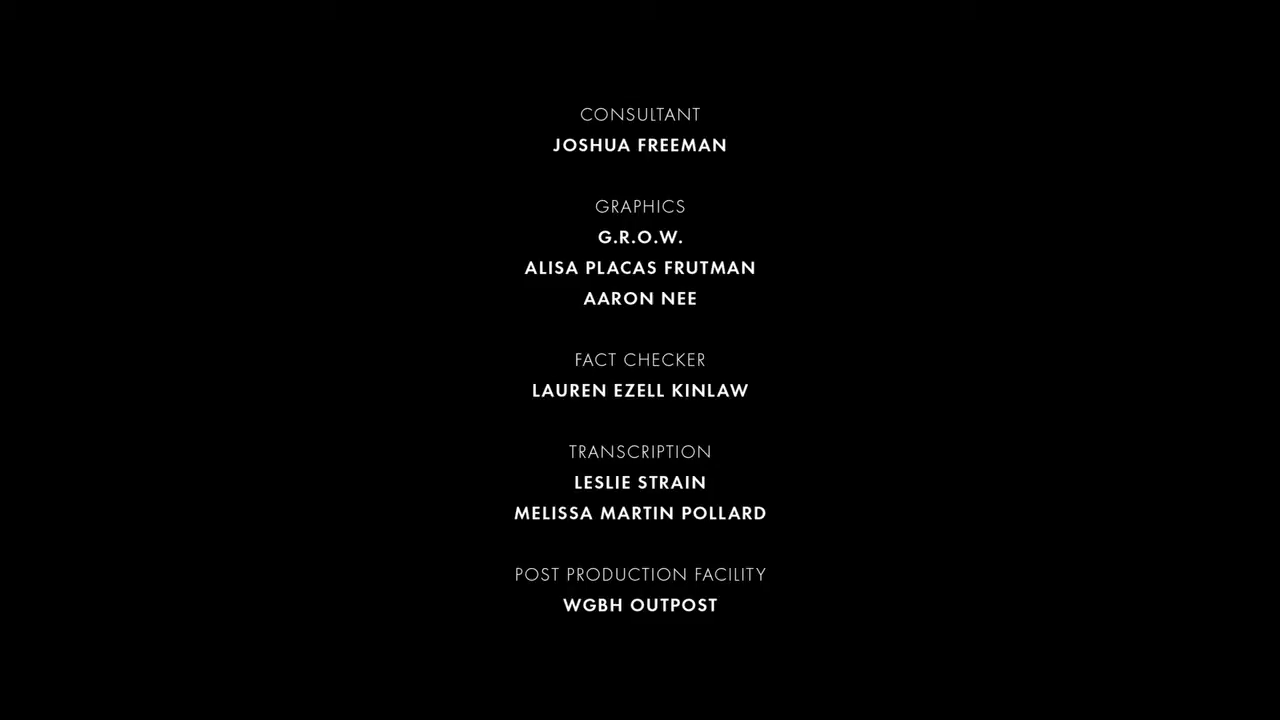 CONSULTANT
JOSHUA FREEMAN
GRAPHICS
G.R.O.W.
ALISA PLACAS FRUTMAN
AARON NEE
FACT CHECKER
LAUREN EZELL KINLAW
TRANSCRIPTION
LESLIE STRAIN
MELISSA MARTIN POLLARD
POST PRODUCTION FACILITY
WGBH OUTPOST